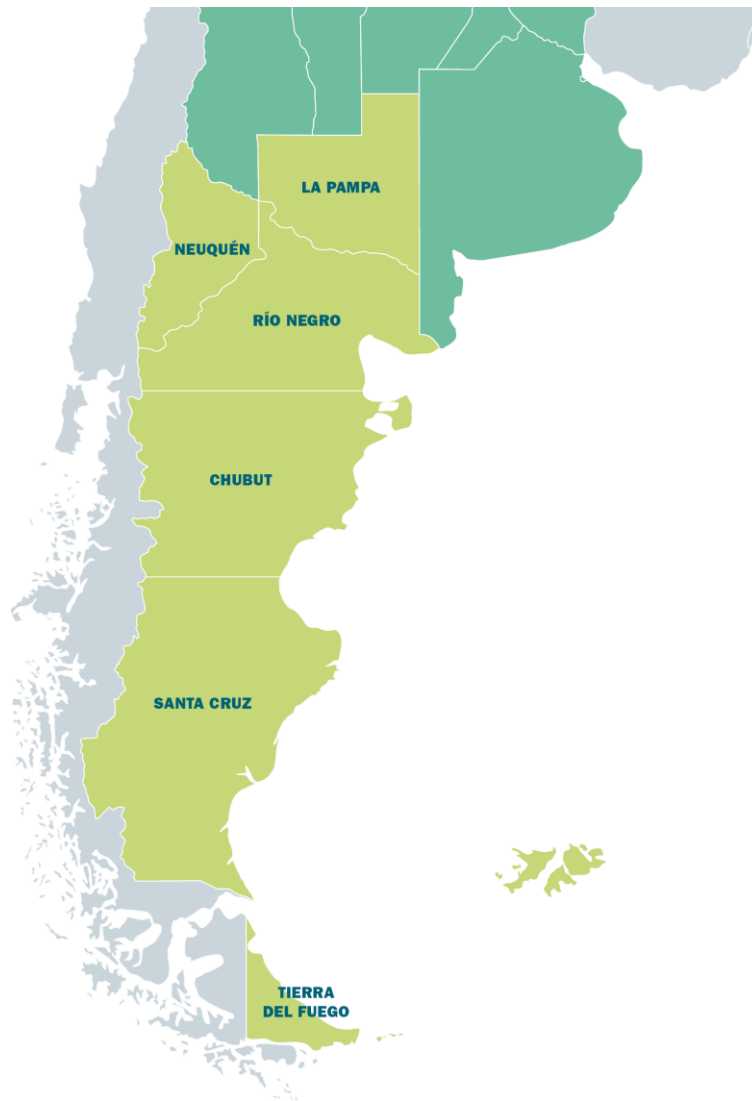 LA PAMPA
NEUQUÉN
RÍO NEGRO
CHUBUT
SANTA CRUZ
TIERRA
DEL FUEGO